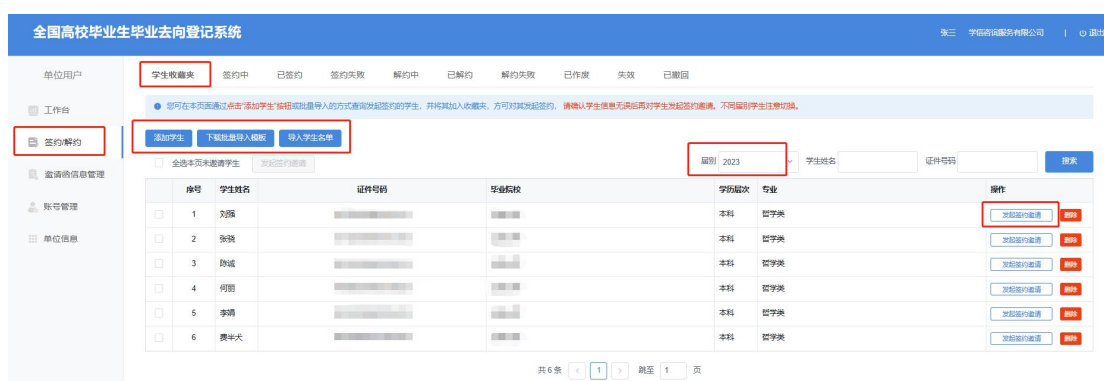 全国高校毕业生毕业去向登记系统 张三 学信咨询服务有限公司 | 退出
单位用户
工作台
签约/解约
邀请函信息管理
账号管理
单位信息
学生收藏夹 签约中 已签约 签约失败 解约中 已解约 解约失败 已作废 失效 已撤回
您可在本页面通过点击"添加学生"按钮或批量导入的方式查询发起签约的学生，并将其加入收藏夹，方可对其发起签约，请确认学生信息无误后再对学生发起签约邀请。不同届别学生注意切换。
添加学生 下载批量导入模板 导入学生名单
全选本页未邀请学生 发起签约邀请 届别 2023 学生姓名 证件号码 搜索
序号 学生姓名 证件号码 毕业院校 学历层次 专业 操作
1 刘强 本科 哲学类 发起签约邀请 删除
2 张骁 本科 哲学类 发起签约邀请 删除
3 陈诚 本科 哲学类 发起签约邀请 删除
4 何丽 本科 哲学类 发起签约邀请 删除
5 李娟 本科 哲学类 发起签约邀请 删除
6 费半犬 本科 哲学类 发起签约邀请 删除
共 6 条 < 1 > 跳至 1 页